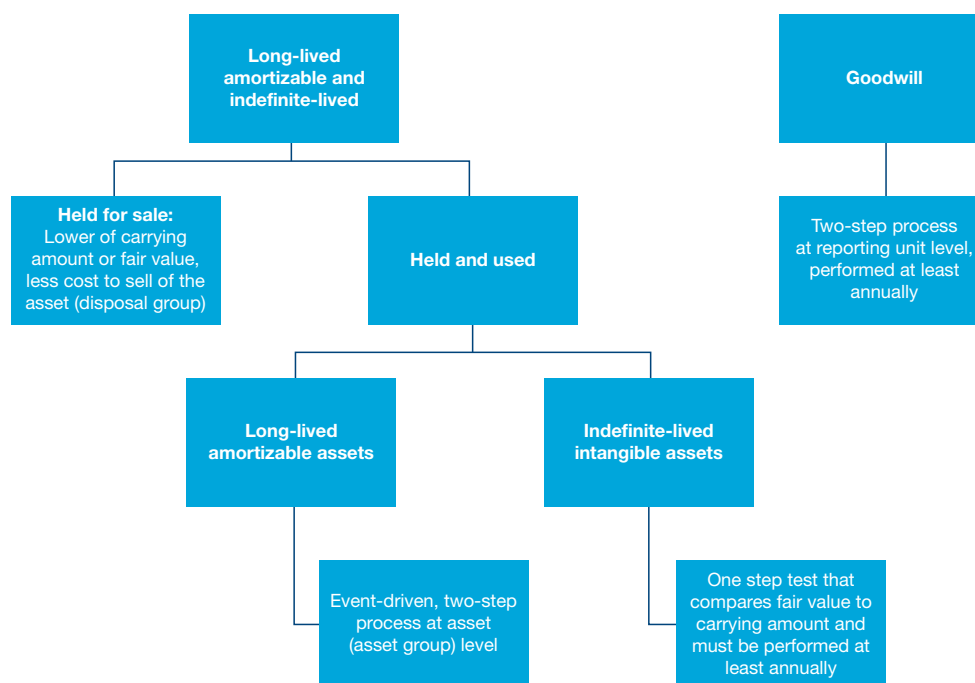 Long-lived
amortizable and
indefinite-lived
Goodwill
Held for sale:
Lower of carrying
amount or fair value,
less cost to sell of the
asset (disposal group)
Held and used
Two-step process
at reporting unit level,
performed at least
annually
Long-lived
amortizable assets
Indefinite-lived
intangible assets
Event-driven, two-step
process at asset
(asset group) level
One step test that
compares fair value to
carrying amount and
must be performed at
least annually